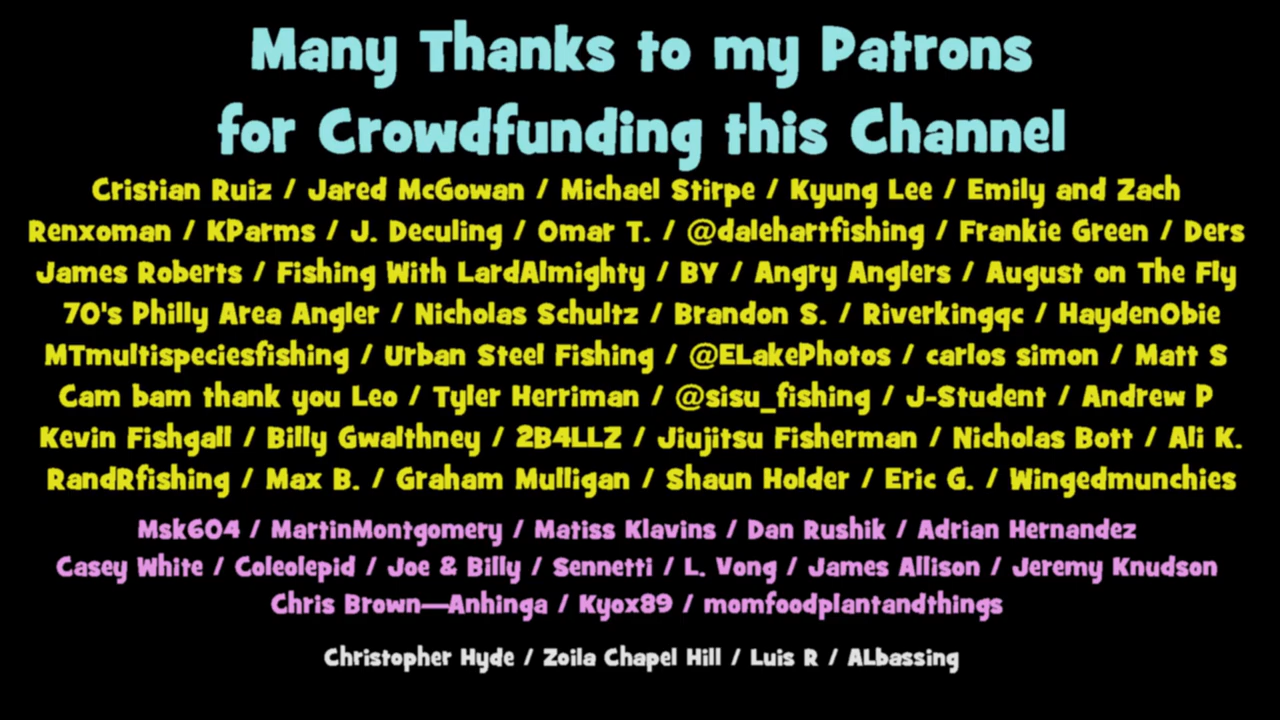 Many Thanks to my Patrons
for Crowdfunding this Channel
Cristian Ruiz / Jared McGowan / Michael Stirpe / Kyung Lee / Emily and Zach
Renxoman / KParms / J. Deculing / Omar T. / @dalehartfishing / Frankie Green / Ders
James Roberts / Fishing With LardAlmighty / BY / Angry Anglers / August on The Fly
70's Philly Area Angler / Nicholas Schultz / Brandon S. / Riverkingqc / HaydenObie
MTmultispeciesfishing / Urban Steel Fishing / @ELakePhotos / carlos simon / Matt S
Cam bam thank you Leo / Tyler Herriman / @sisu_fishing / J-Student / Andrew P
Kevin Fishgall / Billy Gwalthney / 2B4LLZ / Jiujitsu Fisherman / Nicholas Bott / Ali K.
RandRfishing / Max B. / Graham Mulligan / Shaun Holder / Eric G. / Wingedmunchies
Msk604 / MartinMontgomery / Matiss Klavins / Dan Rushik / Adrian Hernandez
Casey White / Coleolepid / Joe & Billy / Sennetti / L. Vong / James Allison / Jeremy Knudson
Chris Brown—Anhinga / Kyox89 / momfoodplantandthings
Christopher Hyde / Zoila Chapel Hill / Luis R / ALbassing